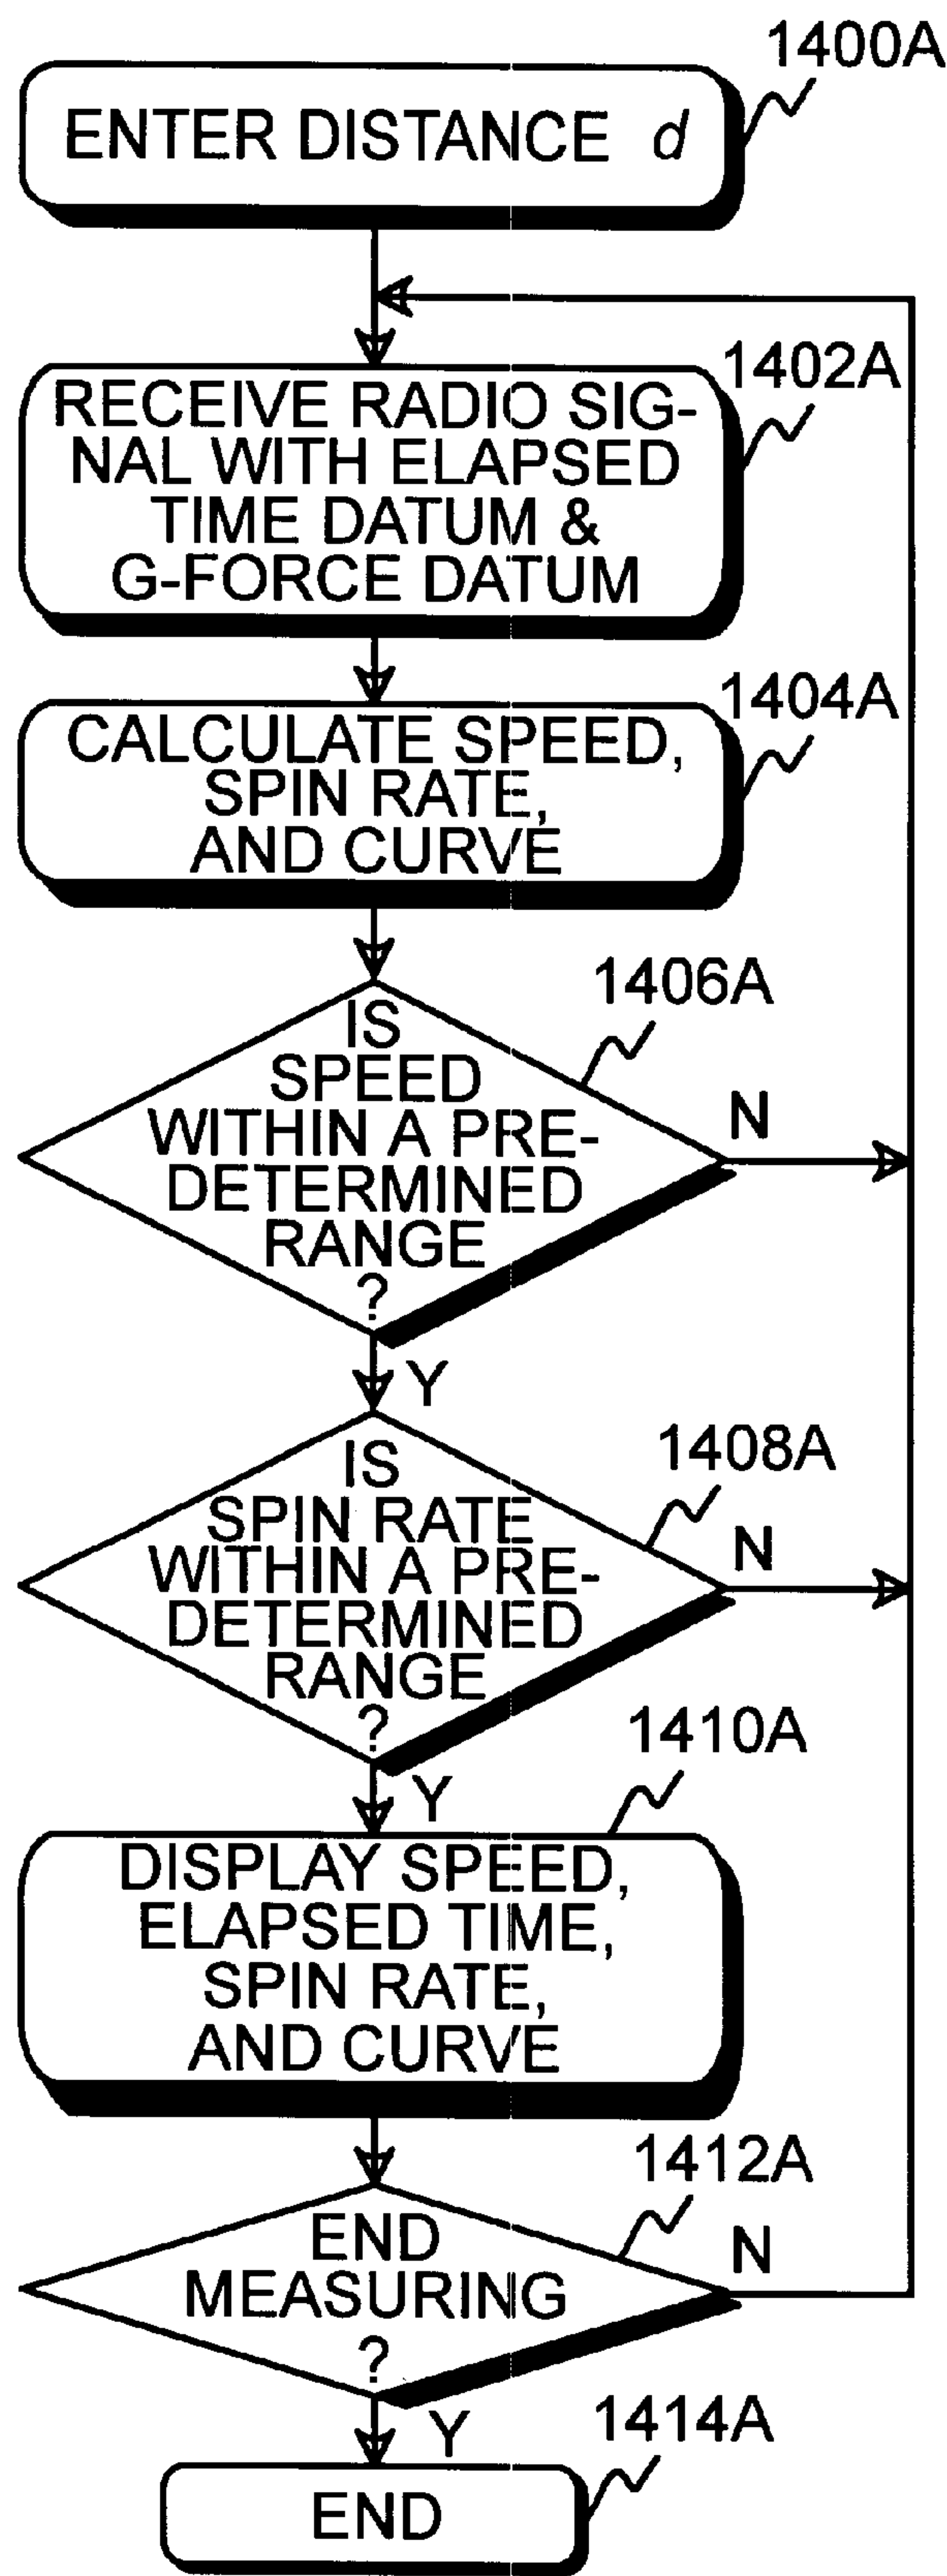 1400A
ENTER DISTANCE d
1402A
RECEIVE RADIO SIG-
NAL WITH ELAPSED
TIME DATUM &
G-FORCE DATUM
1404A
CALCULATE SPEED,
SPIN RATE,
AND CURVE
1406A
IS
SPEED
WITHIN A PRE-
DETERMINED
RANGE
?
N
Y
1408A
IS
SPIN RATE
WITHIN A PRE-
DETERMINED
RANGE
?
N
Y
1410A
DISPLAY SPEED,
ELAPSED TIME,
SPIN RATE,
AND CURVE
1412A
END
MEASURING
?
N
Y
1414A
END